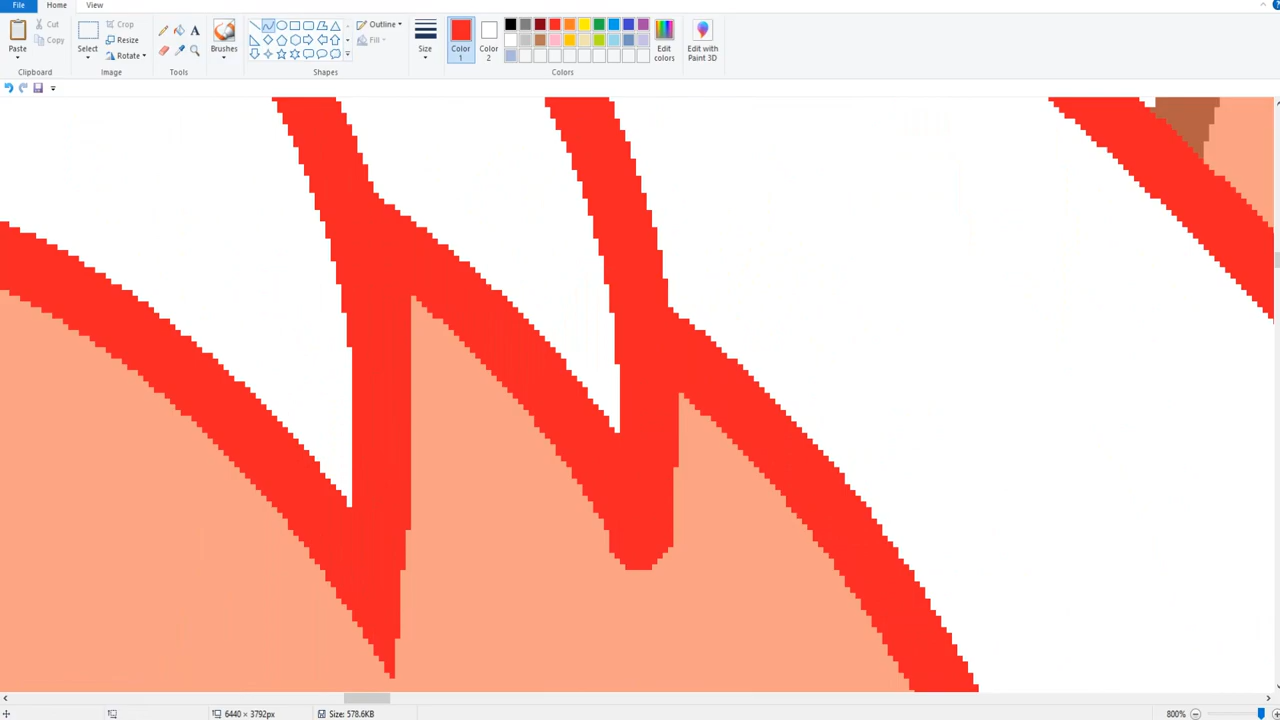 File Home View
Paste
Cut
Copy
Clipboard
Select
Crop
Resize
Rotate
Image
A
Tools
Brushes
Outline
Fill
Shapes
Size
Color
1
Color
2
Edit
colors
Edit with
Paint 3D
Colors
6440 × 3792px
Size: 578.6KB
800%